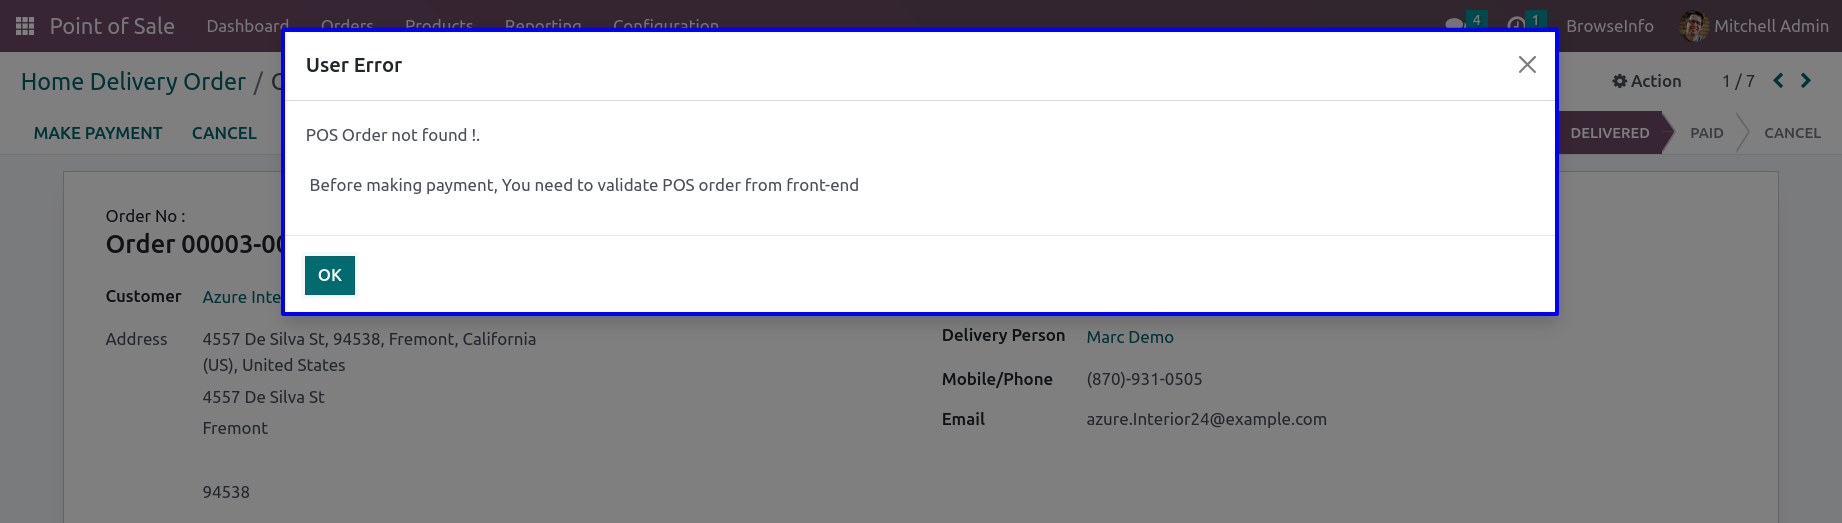 Point of Sale Dashboard Orders Products Reporting Configuration 4 1 BrowseInfo Mitchell Admin
User Error
Home Delivery Order / Action 1 / 7
MAKE PAYMENT CANCEL DELIVERED PAID CANCEL
POS Order not found !.
Before making payment, You need to validate POS order from front-end
OK
Order No :
Order 00003-00
Customer Azure Inte
Address 4557 De Silva St, 94538, Fremont, California
(US), United States
4557 De Silva St
Fremont
94538
Delivery Person Marc Demo
Mobile/Phone (870)-931-0505
Email azure.Interior24@example.com